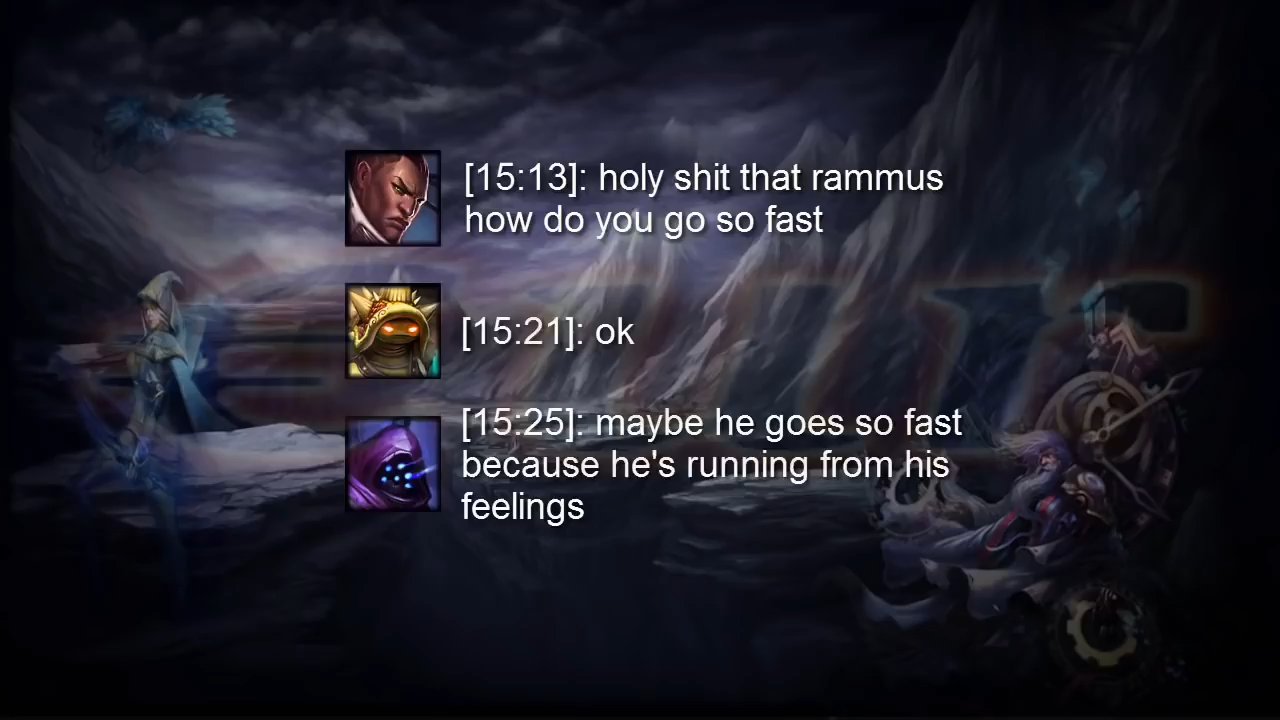 [15:13]: holy shit that rammus
how do you go so fast
[15:21]: ok
[15:25]: maybe he goes so fast
because he's running from his
feelings